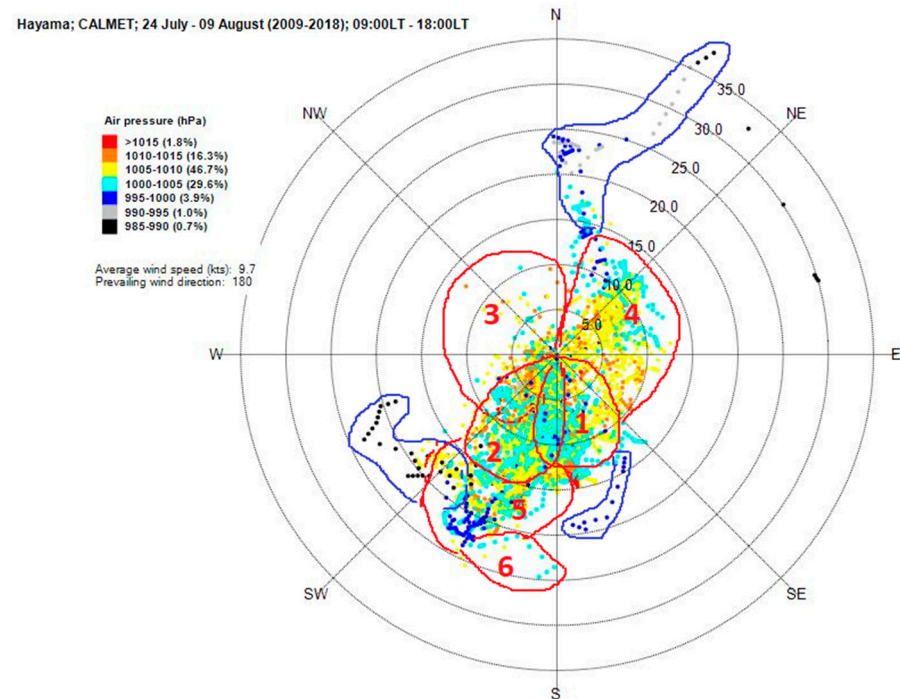 Hayama; CALMET; 24 July - 09 August (2009-2018); 09:00LT - 18:00LT
N
35.0
NW
NE
Air pressure (hPa)
30.0
>1015 (1.8%)
1010-1015 (16.3%)
1005-1010 (46.7%)
25.0
1000-1005 (29.6%)
995-1000 (3.9%)
20.0
990-995 (1.0%)
985-990 (0.7%)
15.0
Average wind speed (kts): 9.7
Prevailing wind direction: 180
10.0
3
4
5.0
W
E
1
2
5
6
SW
SE
S